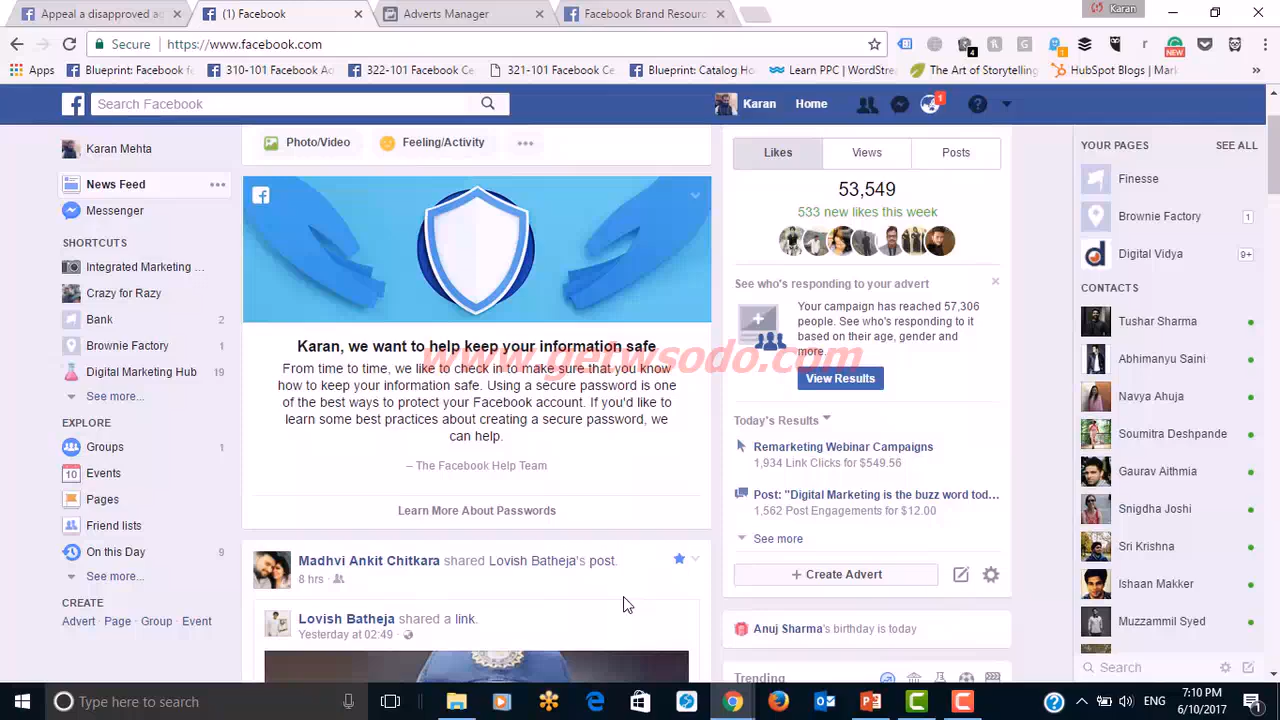 Appeal a disapproved a
(1) Facebook
Adverts Manager
Facebook Brand Resourc
Karan
Secure
https://www.facebook.com
4
1
NEW
Apps
Blueprint: Facebook fo
310-101 Facebook Ac
322-101 Facebook Ce
321-101 Facebook Ce
Blueprint: Catalog Ho
Learn PPC (WordStre
The Art of Storytelling
HubSpot Blogs | Mark
Search Facebook
Karan
Home
1
Karan Mehta
News Feed
Messenger
SHORTCUTS
Integrated Marketing ...
Crazy for Razy
Bank 2
Brownie Factory 1
Digital Marketing Hub 19
See more...
EXPLORE
Groups 1
Events
Pages
Friend lists
On this Day 9
See more...
CREATE
Advert · Page · Group · Event
Photo/Video
Feeling/Activity
Karan, we want to help keep your information safe
From time to time, we like to check in to make sure that you know
how to keep your information safe. Using a secure password is one
of the best ways to protect your Facebook account. If you'd like to
learn some best practices about creating a secure password, we
can help.
– The Facebook Help Team
Learn More About Passwords
Madhvi Ankit Chitkara shared Lovish Batheja's post.
8 hrs
Lovish Batheja shared a link.
Yesterday at 02:49
www.getwsodo.com
Likes
Views
Posts
53,549
533 new likes this week
See who's responding to your advert
Your campaign has reached 57,306
people. See who's responding to it
based on their age, gender and
more.
View Results
Today's Results
Remarketing Webinar Campaigns
1,934 Link Clicks for $549.56
Post: "Digital Marketing is the buzz word tod...
1,562 Post Engagements for $12.00
See more
+ Create Advert
Anuj Sharma's birthday is today
Trending
YOUR PAGES
SEE ALL
Finesse
Brownie Factory 1
Digital Vidya 9+
CONTACTS
Tushar Sharma
Abhimanyu Saini
Navya Ahuja
Soumitra Deshpande
Gaurav Aithmia
Snigdha Joshi
Sri Krishna
Ishaan Makker
Muzzammil Syed
Search
Type here to search
ENG
7:10 PM
6/10/2017
1